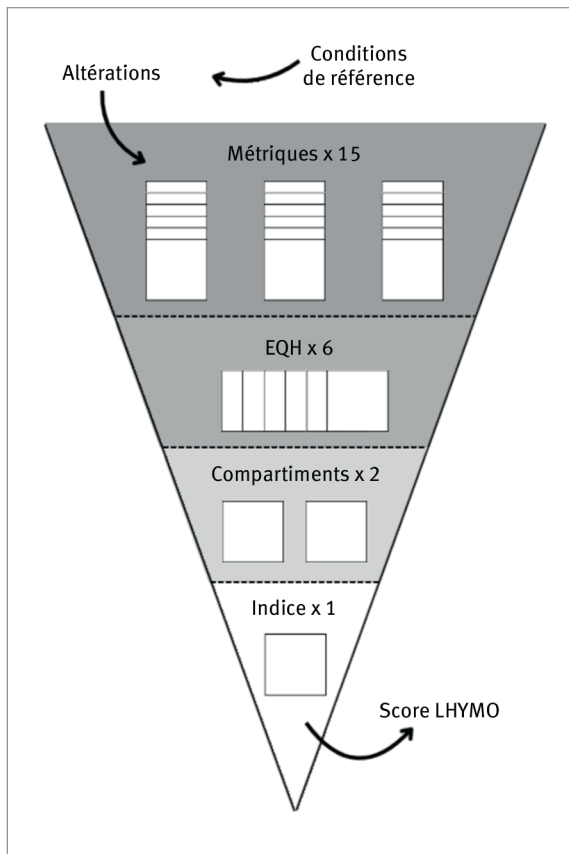 Conditions
de référence
Altérations
Métriques x 15
EQH x 6
Compartiments x 2
Indice x 1
Score LHYMO